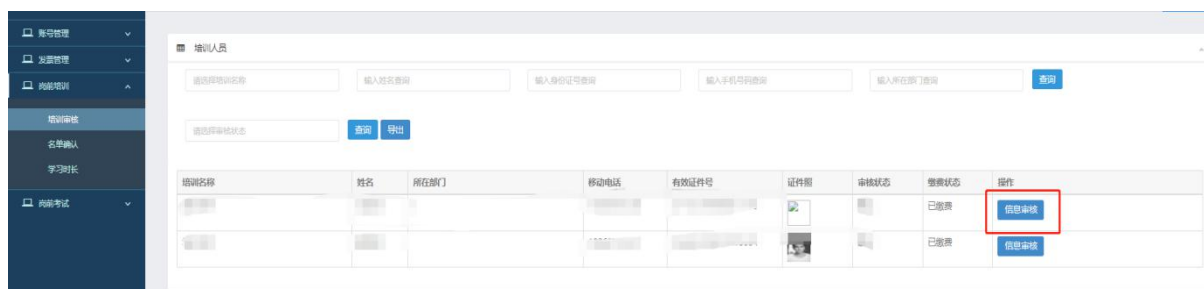 账号管理
发票管理
岗前培训
培训审核
名单确认
学习时长
岗前考试
培训人员
请选择培训名称 输入姓名查询 输入身份证号查询 输入手机号码查询 输入所在部门查询 查询
请选择审核状态 查询 导出
培训名称 姓名 所在部门 移动电话 有效证件号 证件照 审核状态 缴费状态 操作
已缴费 信息审核
已缴费 信息审核